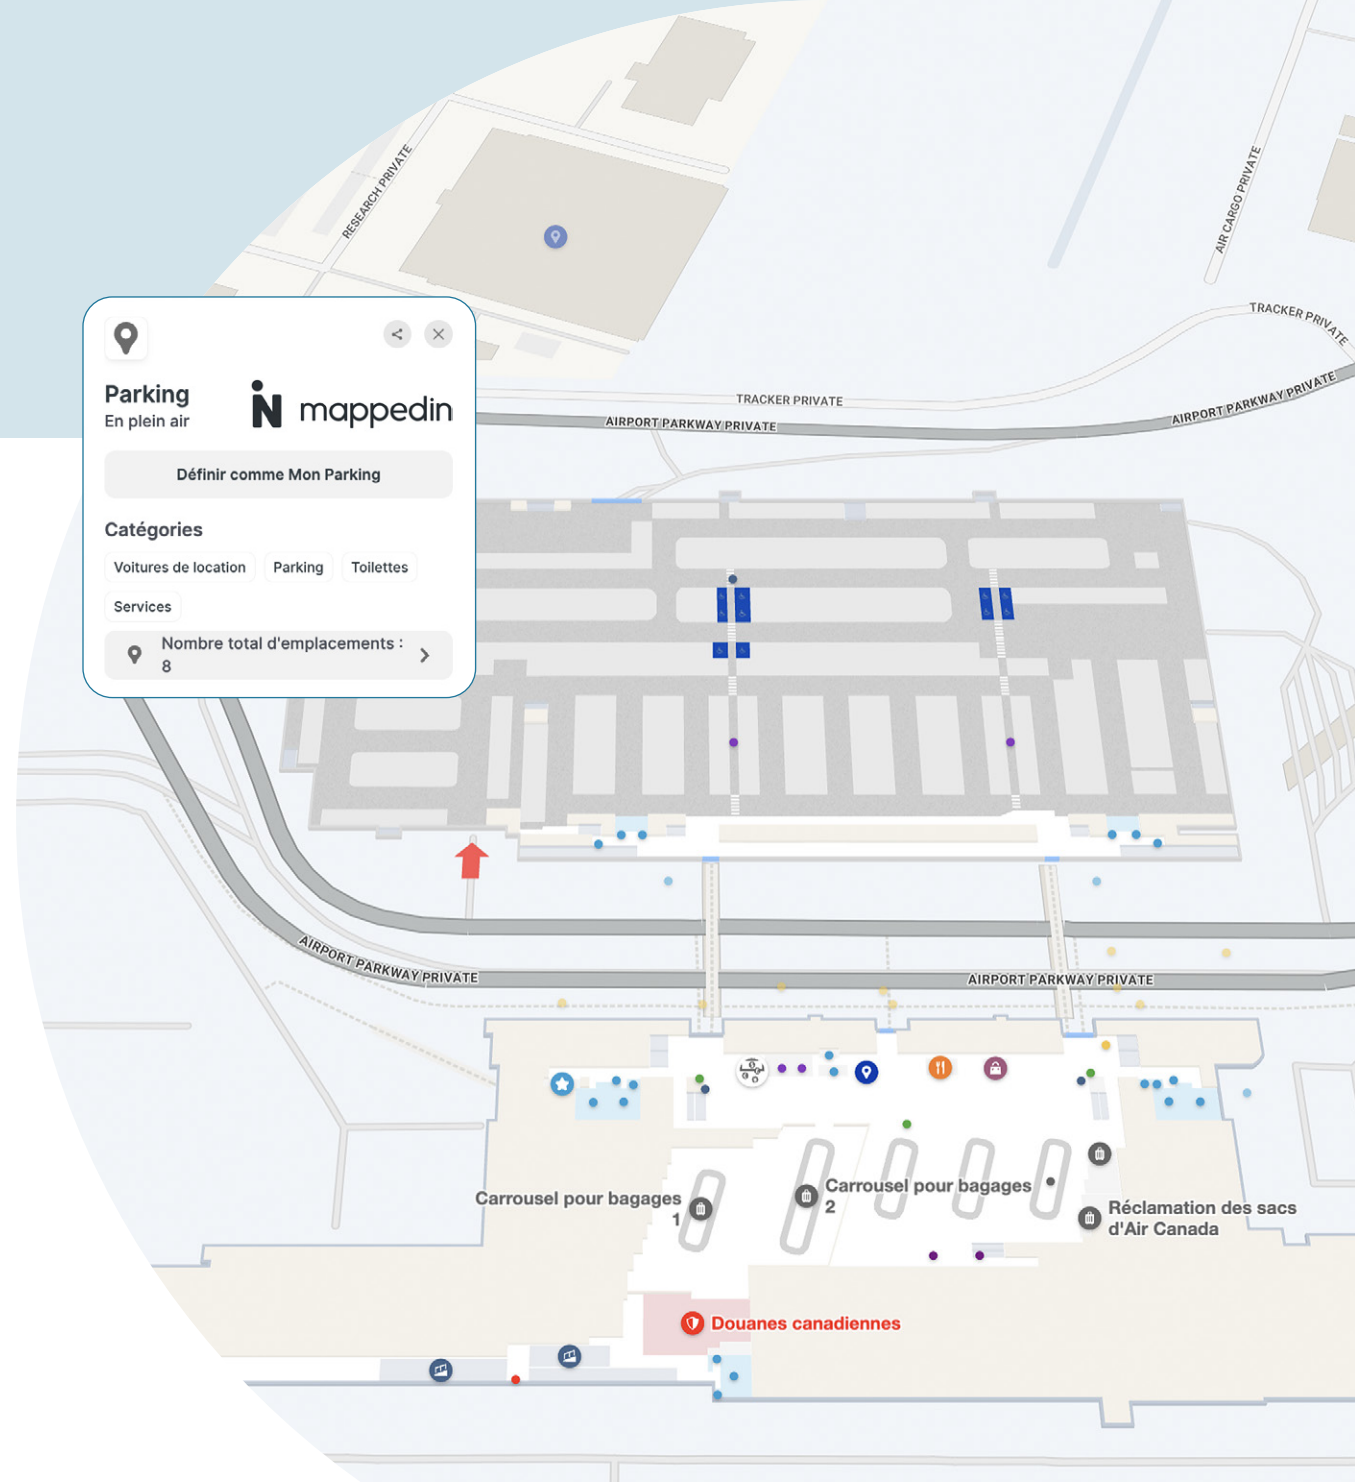 RESEARCH PRIVATE
AIR CARGO PRIVATE
TRACKER PRIVATE
TRACKER PRIVATE
AIRPORT PARKWAY PRIVATE
AIRPORT PARKWAY PRIVATE
Parking
En plein air
mappedin
Définir comme Mon Parking
Catégories
Voitures de location
Parking
Toilettes
Services
Nombre total d'emplacements :
8
AIRPORT PARKWAY PRIVATE
AIRPORT PARKWAY PRIVATE
Carrousel pour bagages
1
Carrousel pour bagages
2
Réclamation des sacs
d'Air Canada
Douanes canadiennes